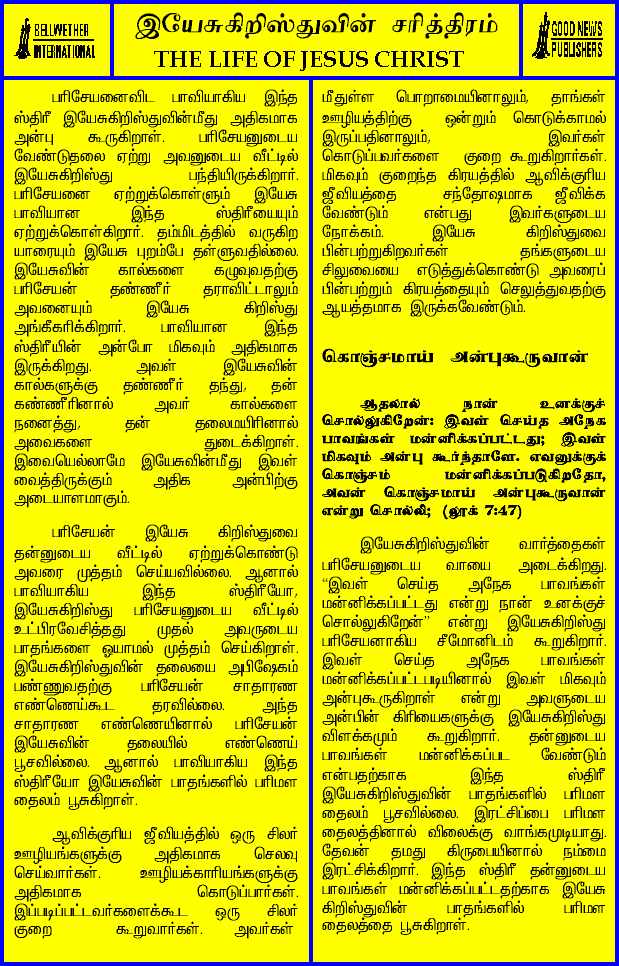 BELLWETHER
INTERNATIONAL
இயேசுகிறிஸ்துவின் சரித்திரம்
THE LIFE OF JESUS CHRIST
GOOD NEWS
PUBLISHERS
பரிசேயனைவிட பாவியாகிய இந்த
ஸ்திரீ இயேசுகிறிஸ்துவின்மீது அதிகமாக
அன்பு கூருகிறாள். பரிசேயனுடைய
வேண்டுதலை ஏற்று அவனுடைய வீட்டில்
இயேசுகிறிஸ்து பந்தியிருக்கிறார்.
பரிசேயனை ஏற்றுக்கொள்ளும் இயேசு
பாவியான இந்த ஸ்திரீயையும்
ஏற்றுக்கொள்கிறார். தம்மிடத்தில் வருகிற
யாரையும் இயேசு புறம்பே தள்ளுவதில்லை.
இயேசுவின் கால்களை கழுவுவதற்கு
பரிசேயன் தண்ணீர் தராவிட்டாலும்
அவனையும் இயேசு கிறிஸ்து
அங்கீகரிக்கிறார். பாவியான இந்த
ஸ்திரீயின் அன்போ மிகவும் அதிகமாக
இருக்கிறது. அவள் இயேசுவின்
கால்களுக்கு தண்ணீர் தந்து, தன்
கண்ணீரினால் அவர் கால்களை
நனைத்து, தன் தலைமயிரினால்
அவைகளை துடைக்கிறாள்.
இவையெல்லாமே இயேசுவின்மீது இவள்
வைத்திருக்கும் அதிக அன்பிற்கு
அடையாளமாகும்.
பரிசேயன் இயேசு கிறிஸ்துவை
தன்னுடைய வீட்டில் ஏற்றுக்கொண்டு
அவரை முத்தம் செய்யவில்லை. ஆனால்
பாவியாகிய இந்த ஸ்திரீயோ,
இயேசுகிறிஸ்து பரிசேயனுடைய வீட்டில்
உட்பிரவேசித்தது முதல் அவருடைய
பாதங்களை ஓயாமல் முத்தம் செய்கிறாள்.
இயேசுகிறிஸ்துவின் தலையை அபிஷேகம்
பண்ணுவதற்கு பரிசேயன் சாதாரண
எண்ணெய்கூட தரவில்லை. அந்த
சாதாரண எண்ணெயினால் பரிசேயன்
இயேசுவின் தலையில் எண்ணெய்
பூசவில்லை. ஆனால் பாவியாகிய இந்த
ஸ்திரீயோ இயேசுவின் பாதங்களில் பரிமள
தைலம் பூசுகிறாள்.
ஆவிக்குரிய ஜீவியத்தில் ஒரு சிலர்
ஊழியங்களுக்கு அதிகமாக செலவு
செய்வார்கள். ஊழியக்காரியங்களுக்கு
அதிகமாக கொடுப்பார்கள்.
இப்படிப்பட்டவர்களைக்கூட ஒரு சிலர்
குறை கூறுவார்கள். அவர்கள்
மீதுள்ள பொறாமையினாலும், தாங்கள்
ஊழியத்திற்கு ஒன்றும் கொடுக்காமல்
இருப்பதினாலும், இவர்கள்
கொடுப்பவர்களை குறை கூறுகிறார்கள்.
மிகவும் குறைந்த கிரயத்தில் ஆவிக்குரிய
ஜீவியத்தை சந்தோஷமாக ஜீவிக்க
வேண்டும் என்பது இவர்களுடைய
நோக்கம். இயேசு கிறிஸ்துவை
பின்பற்றுகிறவர்கள் தங்களுடைய
சிலுவையை எடுத்துக்கொண்டு அவரைப்
பின்பற்றும் கிரயத்தையும் செலுத்துவதற்கு
ஆயத்தமாக இருக்கவேண்டும்.
கொஞ்சமாய் அன்புகூருவான்
ஆதலால் நான் உனக்குச்
சொல்லுகிறேன்: இவள் செய்த அநேக
பாவங்கள் மன்னிக்கப்பட்டது; இவள்
மிகவும் அன்பு கூர்ந்தாளே. எவனுக்குக்
கொஞ்சம் மன்னிக்கப்படுகிறதோ,
அவன் கொஞ்சமாய் அன்புகூருவான்
என்று சொல்லி; (லூக் 7:47)
இயேசுகிறிஸ்துவின் வார்த்தைகள்
பரிசேயனுடைய வாயை அடைக்கிறது.
“இவள் செய்த அநேக பாவங்கள்
மன்னிக்கப்பட்டது என்று நான் உனக்குச்
சொல்லுகிறேன்” என்று இயேசுகிறிஸ்து
பரிசேயனாகிய சீமோனிடம் கூறுகிறார்.
இவள் செய்த அநேக பாவங்கள்
மன்னிக்கப்பட்டபடியினால் இவள் மிகவும்
அன்புகூருகிறாள் என்று அவளுடைய
அன்பின் கிரியைகளுக்கு இயேசுகிறிஸ்து
விளக்கமும் கூறுகிறார். தன்னுடைய
பாவங்கள் மன்னிக்கப்பட வேண்டும்
என்பதற்காக இந்த ஸ்திரீ
இயேசுகிறிஸ்துவின் பாதங்களில் பரிமள
தைலம் பூசவில்லை. இரட்சிப்பை பரிமள
தைலத்தினால் விலைக்கு வாங்கமுடியாது.
தேவன் தமது கிருபையினால் நம்மை
இரட்சிக்கிறார். இந்த ஸ்திரீ தன்னுடைய
பாவங்கள் மன்னிக்கப்பட்டதற்காக இயேசு
கிறிஸ்துவின் பாதங்களில் பரிமள
தைலத்தை பூசுகிறாள்.